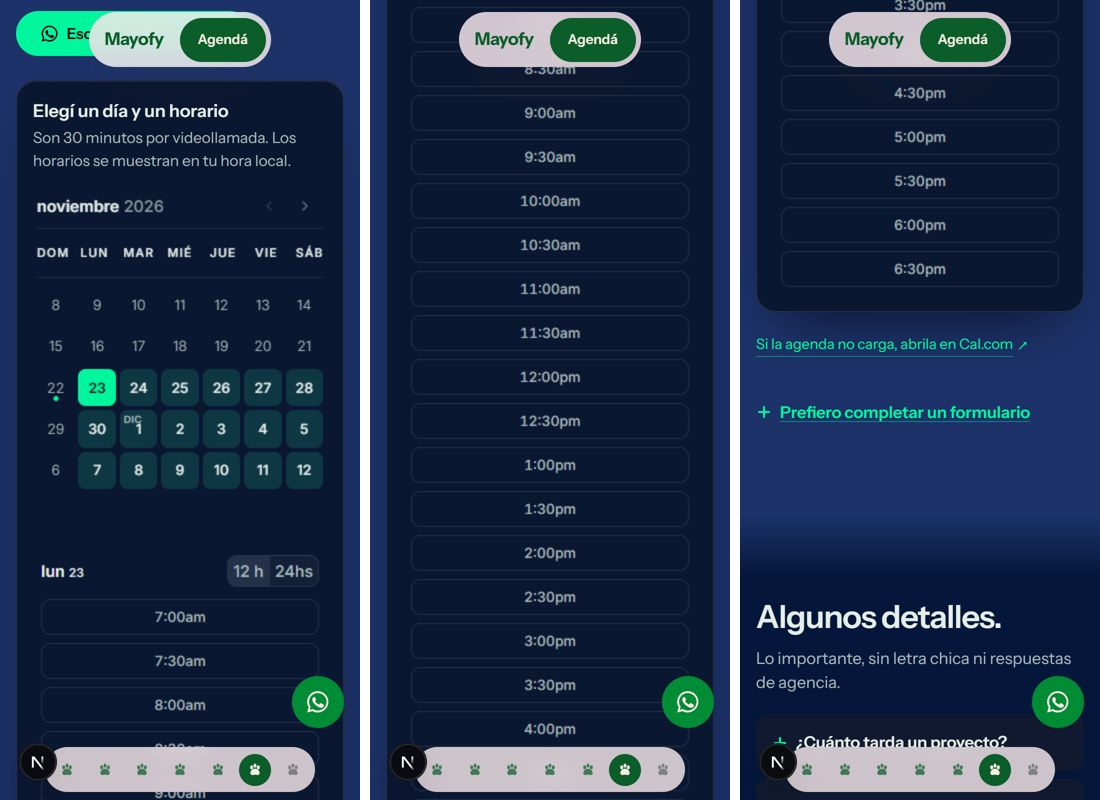 Mayofy
Agendá
Elegí un día y un horario
Son 30 minutos por videollamada. Los
horarios se muestran en tu hora local.
noviembre 2026
DOM LUN MAR MIÉ JUE VIE SÁB
8 9 10 11 12 13 14
15 16 17 18 19 20 21
22 23 24 25 26 27 28
DIC
29 30 1 2 3 4 5
6 7 8 9 10 11 12
lun 23
12 h 24hs
7:00am
7:30am
8:00am
8:30am
9:00am
N
Mayofy
Agendá
8:30am
9:00am
9:30am
10:00am
10:30am
11:00am
11:30am
12:00pm
12:30pm
1:00pm
1:30pm
2:00pm
2:30pm
3:00pm
3:30pm
4:00pm
N
3:30pm
Mayofy
Agendá
4:30pm
5:00pm
5:30pm
6:00pm
6:30pm
Si la agenda no carga, abrila en Cal.com ↗
+ Prefiero completar un formulario
Algunos detalles.
Lo importante, sin letra chica ni respuestas
de agencia.
+ ¿Cuánto tarda un proyecto?
N